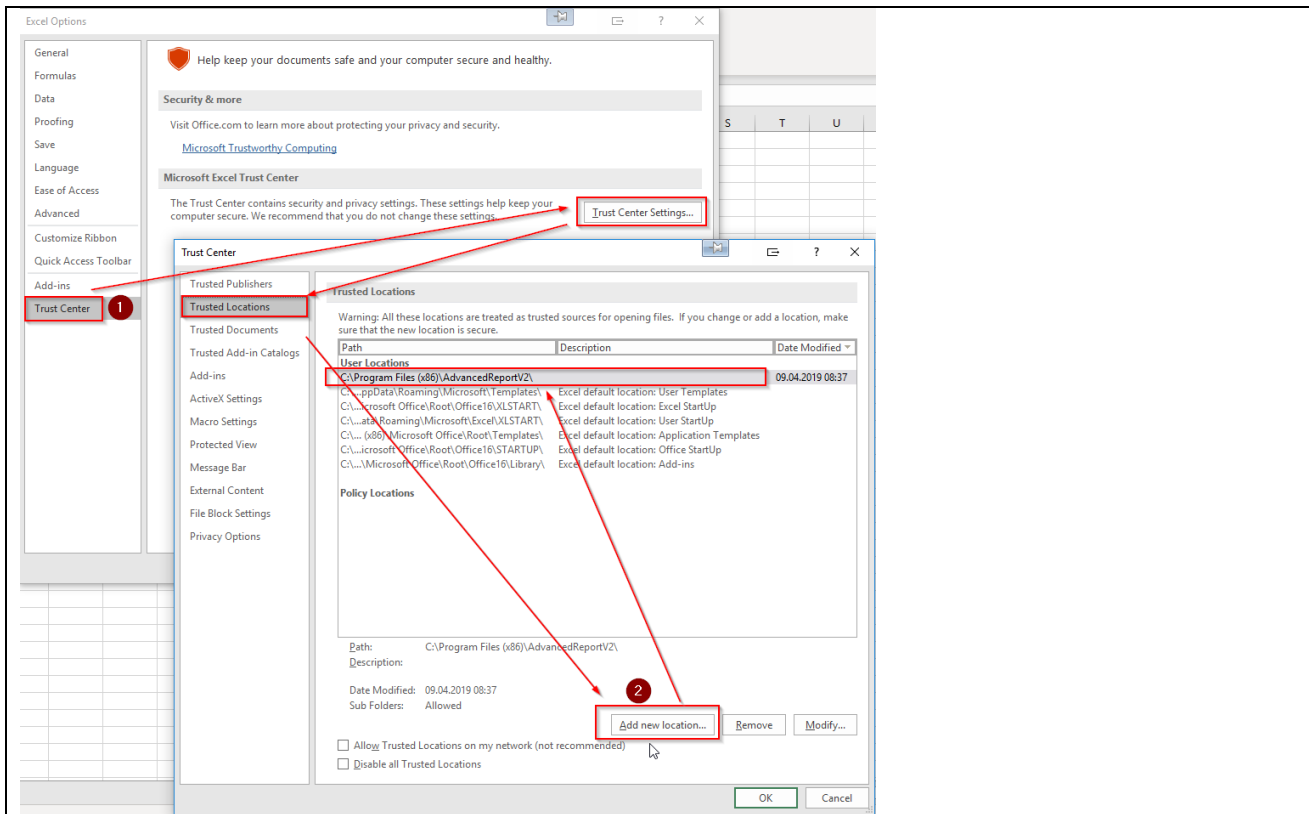 Excel Options
?
General
Formulas
Data
Proofing
Save
Language
Ease of Access
Advanced
Customize Ribbon
Quick Access Toolbar
Add-ins
Trust Center
1
Help keep your documents safe and your computer secure and healthy.
Security & more
Visit Office.com to learn more about protecting your privacy and security.
Microsoft Trustworthy Computing
Microsoft Excel Trust Center
The Trust Center contains security and privacy settings. These settings help keep your
computer secure. We recommend that you do not change these settings.
Trust Center Settings...
S T U
Trust Center
?
Trusted Publishers
Trusted Locations
Trusted Documents
Trusted Add-in Catalogs
Add-ins
ActiveX Settings
Macro Settings
Protected View
Message Bar
External Content
File Block Settings
Privacy Options
Trusted Locations
Warning: All these locations are treated as trusted sources for opening files. If you change or add a location, make
sure that the new location is secure.
Path Description Date Modified
User Locations
C:\Program Files (x86)\AdvancedReportV2\ 09.04.2019 08:37
C:\...ppData\Roaming\Microsoft\Templates\ Excel default location: User Templates
C:\...icrosoft Office\Root\Office16\XLSTART\ Excel default location: Excel StartUp
C:\...ata\Roaming\Microsoft\Excel\XLSTART\ Excel default location: User StartUp
C:\... (x86)\Microsoft Office\Root\Templates\ Excel default location: Application Templates
C:\...icrosoft Office\Root\Office16\STARTUP\ Excel default location: Office StartUp
C:\...\Microsoft Office\Root\Office16\Library\ Excel default location: Add-ins
Policy Locations
Path: C:\Program Files (x86)\AdvancedReportV2\
Description:
Date Modified: 09.04.2019 08:37
Sub Folders: Allowed
2
Add new location... Remove Modify...
Allow Trusted Locations on my network (not recommended)
Disable all Trusted Locations
OK Cancel